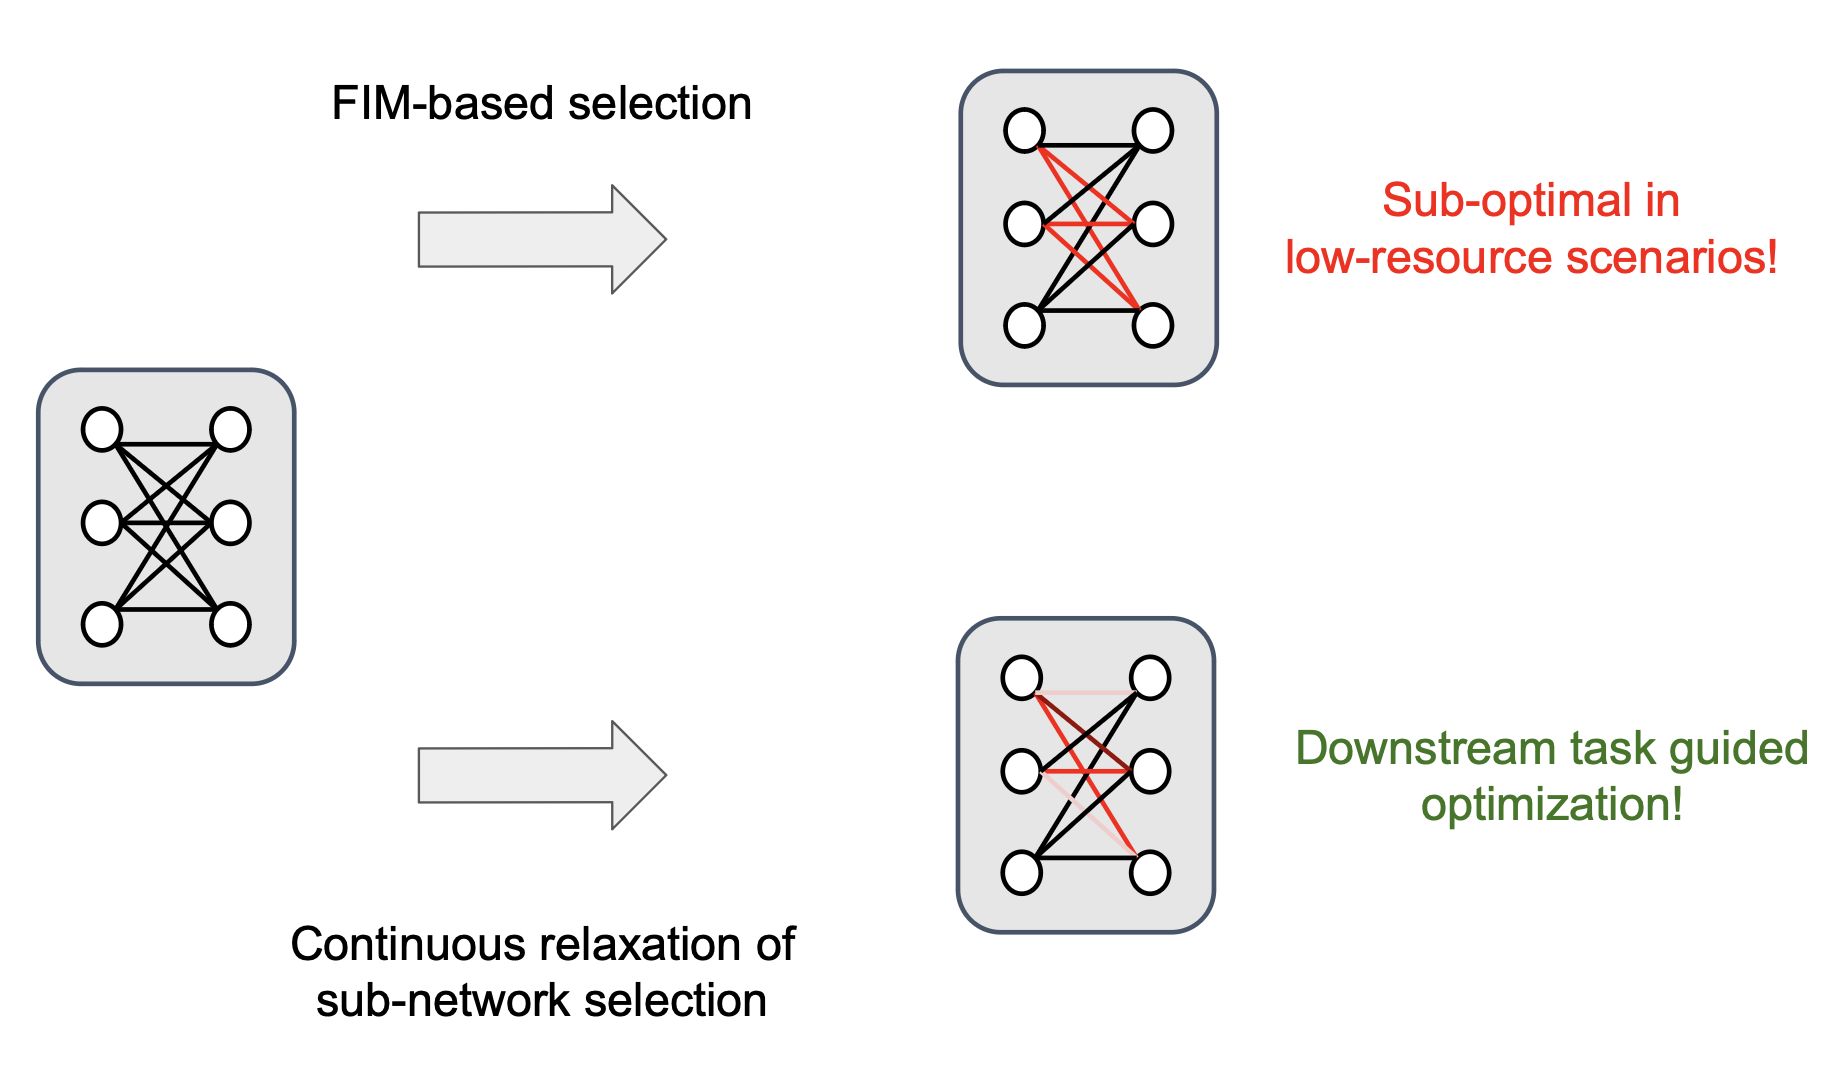 FIM-based selection
Sub-optimal in
low-resource scenarios!
Downstream task guided
optimization!
Continuous relaxation of
sub-network selection